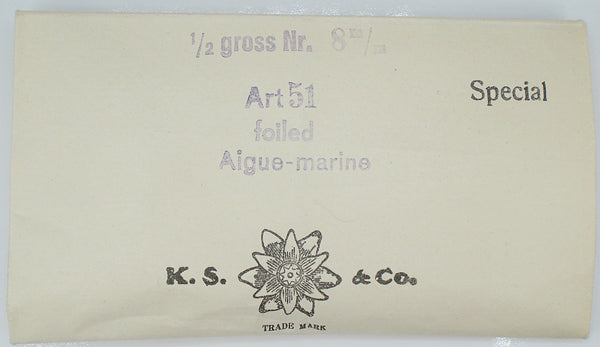 1/2 gross Nr. 8
Art 51
Special
foiled
Aigue-marine
K. S. & Co.
TRADE MARK